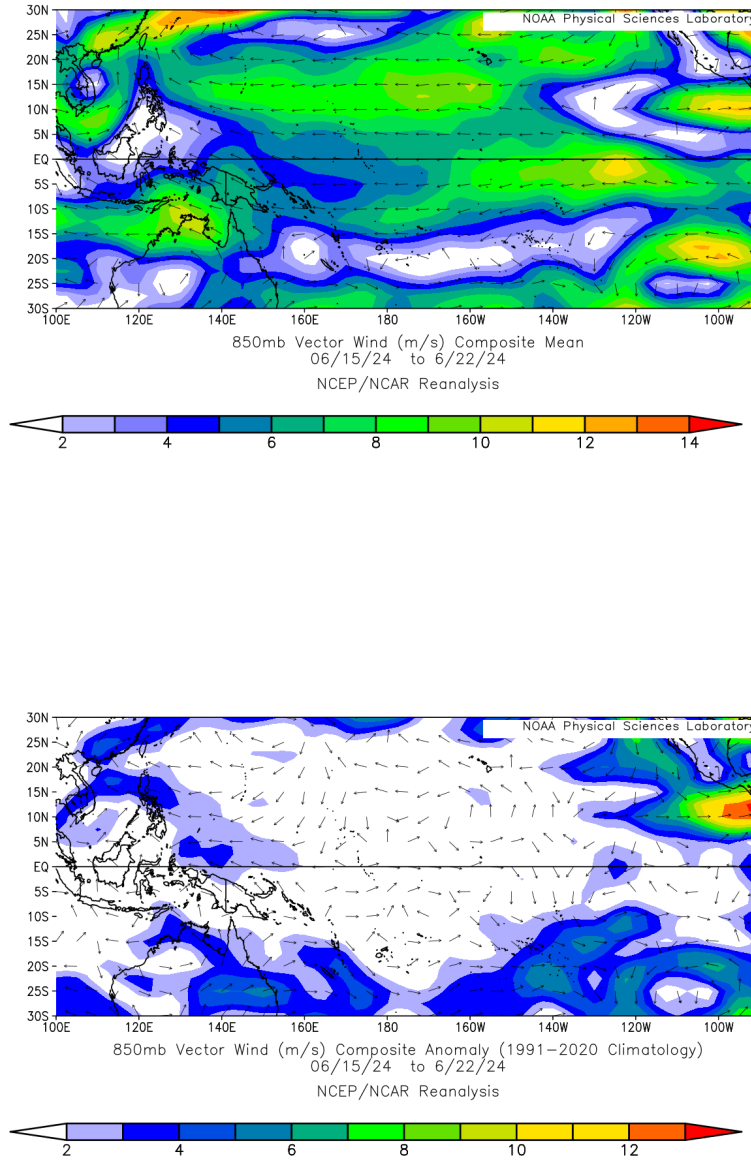 30N
NOAA Physical Sciences Laboratory
25N
20N
15N
10N
5N
EQ
5S
10S
15S
20S
25S
30S
100E 120E 140E 160E 180 160W 140W 120W 100W
850mb Vector Wind (m/s) Composite Mean
06/15/24 to 6/22/24
NCEP/NCAR Reanalysis
2 4 6 8 10 12 14
30N
NOAA Physical Sciences Laboratory
25N
20N
15N
10N
5N
EQ
5S
10S
15S
20S
25S
30S
100E 120E 140E 160E 180 160W 140W 120W 100W
850mb Vector Wind (m/s) Composite Anomaly (1991-2020 Climatology)
06/15/24 to 6/22/24
NCEP/NCAR Reanalysis
2 4 6 8 10 12